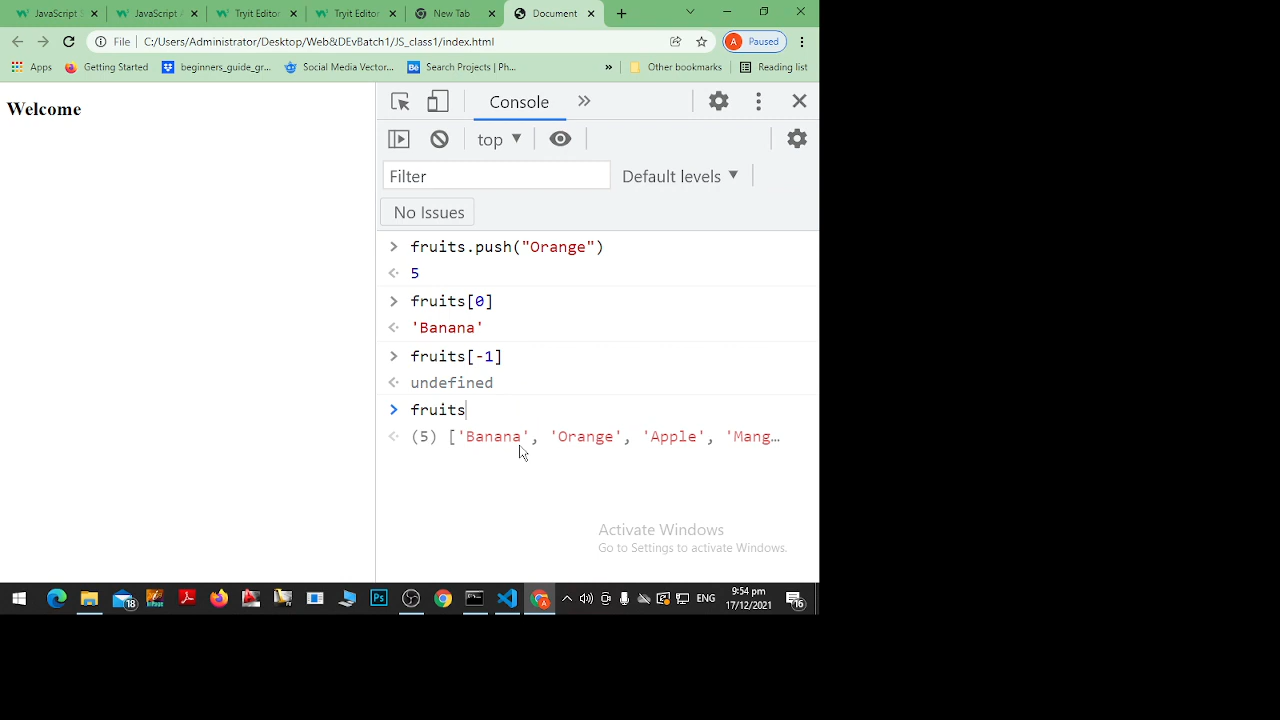 JavaScript
JavaScript A
Tryit Editor
Tryit Editor
New Tab
Document
File
C:/Users/Administrator/Desktop/Web&DEvBatch1/JS_class1/index.html
A Paused
Apps
Getting Started
beginners_guide_gr...
Social Media Vector...
Bē Search Projects | Ph...
»
Other bookmarks
Reading list
Welcome
Console
top
Filter
Default levels
No Issues
> fruits.push("Orange")
5
> fruits[0]
'Banana'
> fruits[-1]
undefined
> fruits
(5) ['Banana', 'Orange', 'Apple', 'Mang…
Activate Windows
Go to Settings to activate Windows.
18
Ps
ENG
9:54 pm
17/12/2021
16